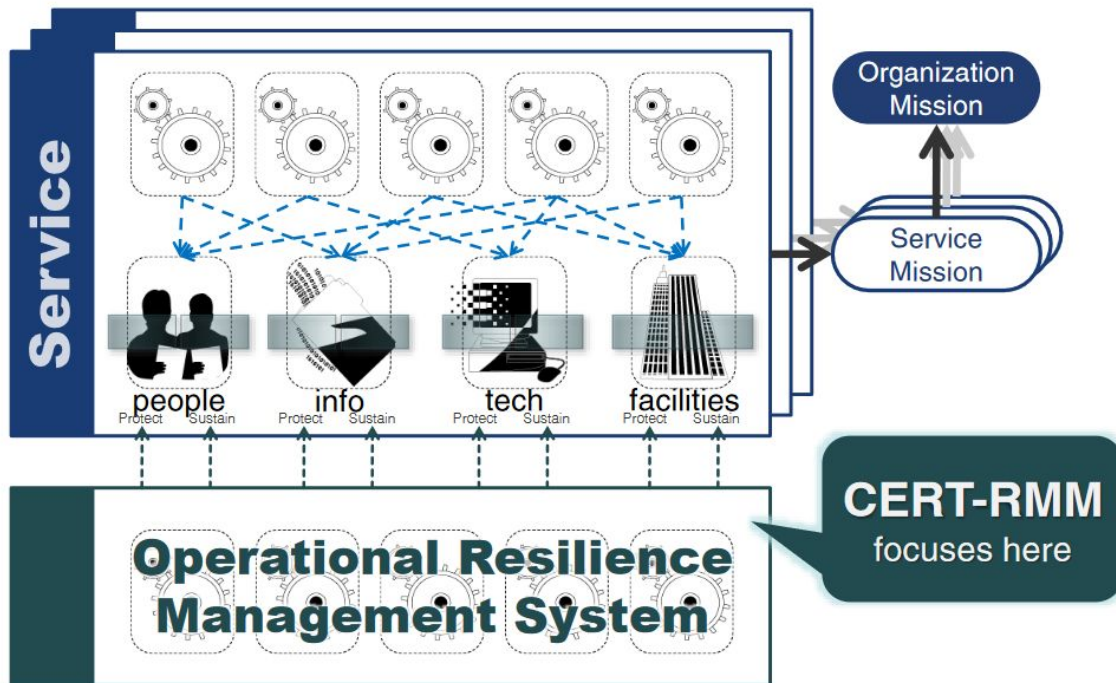 Service
Organization
Mission
Service
Mission
people
info
tech
facilities
Protect
Sustain
Protect
Sustain
Protect
Sustain
Protect
Sustain
CERT-RMM
focuses here
Operational Resilience
Management System